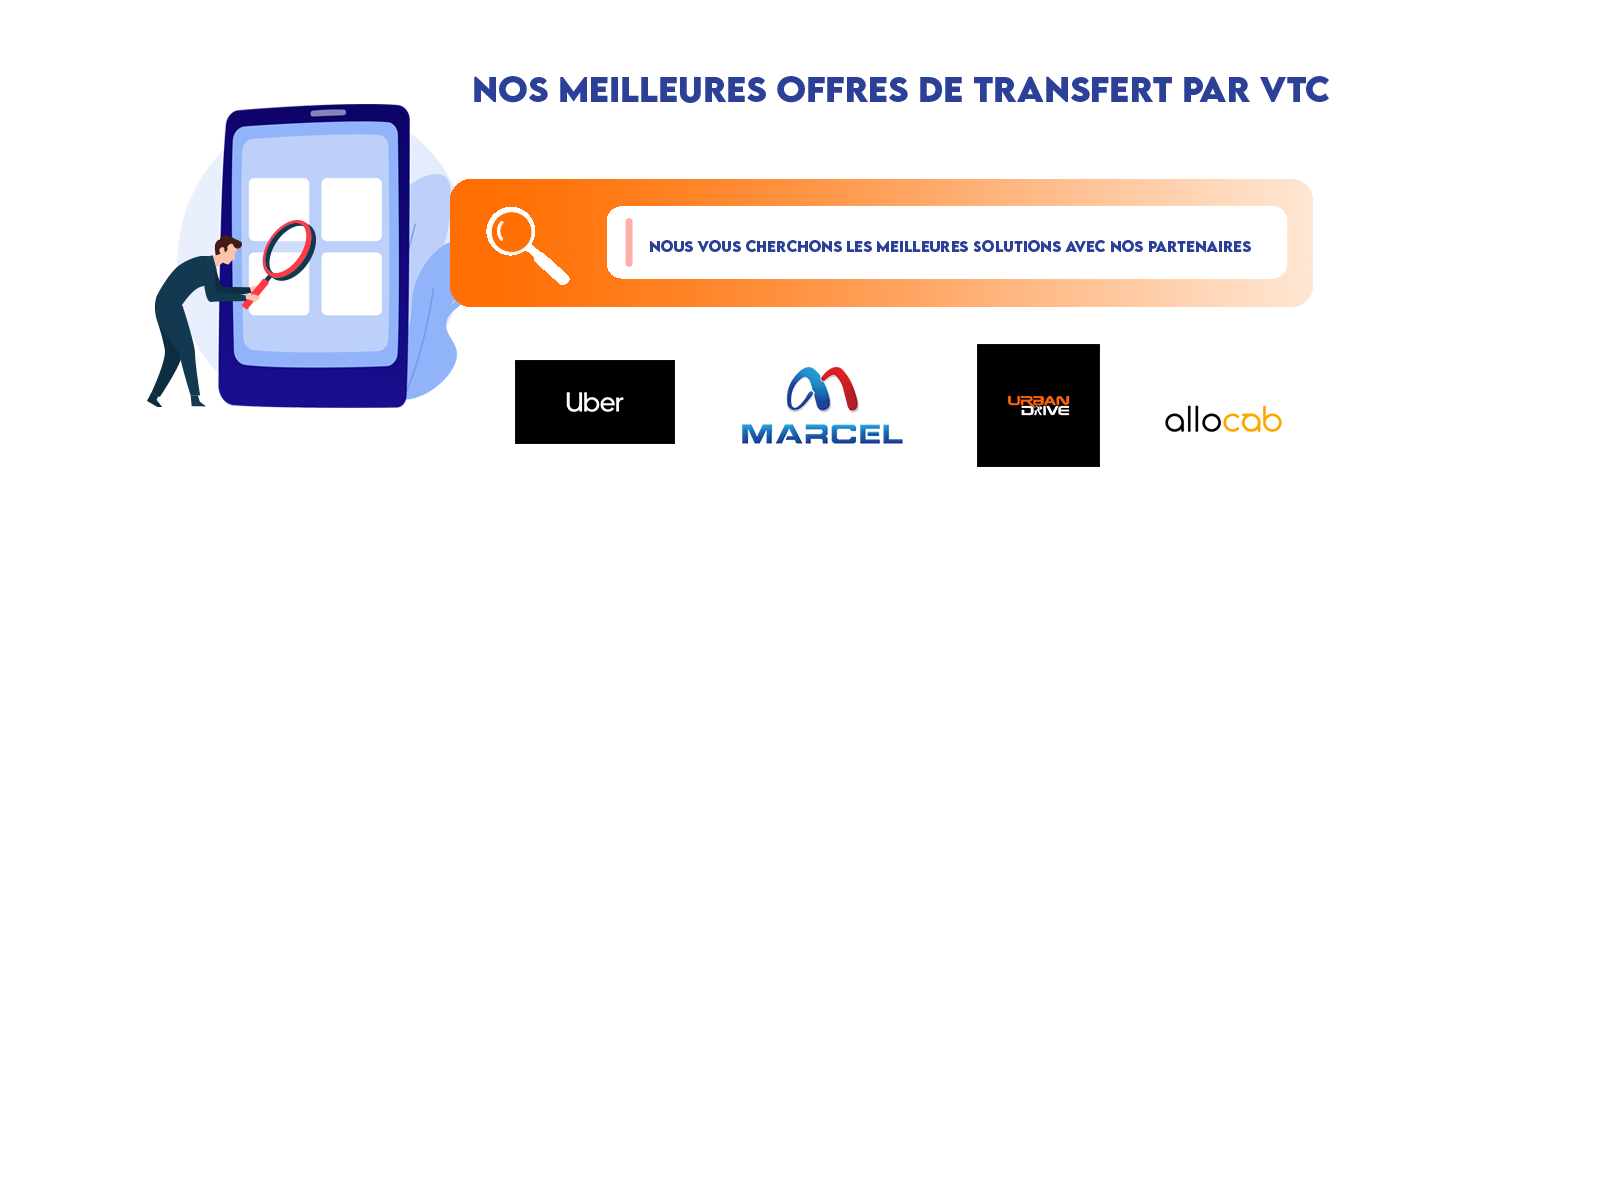 NOS MEILLEURES OFFRES DE TRANSFERT PAR VTC
NOUS VOUS CHERCHONS LES MEILLEURES SOLUTIONS AVEC NOS PARTENAIRES
Uber
MARCEL
URBAN
DRIVE
allocab